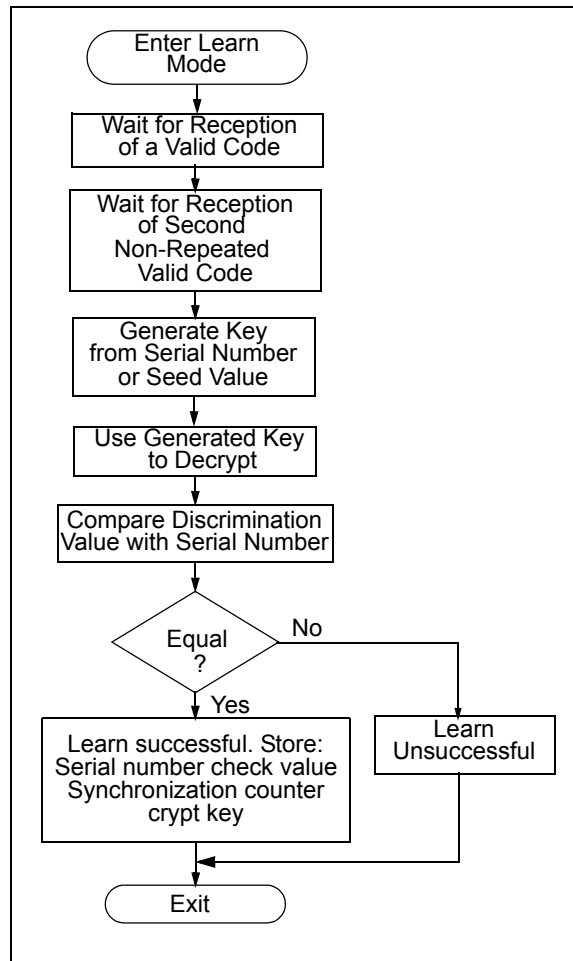 Enter Learn
Mode
Wait for Reception
of a Valid Code
Wait for Reception
of Second
Non-Repeated
Valid Code
Generate Key
from Serial Number
or Seed Value
Use Generated Key
to Decrypt
Compare Discrimination
Value with Serial Number
Equal
?
No
Yes
Learn successful. Store:
Serial number check value
Synchronization counter
crypt key
Learn
Unsuccessful
Exit